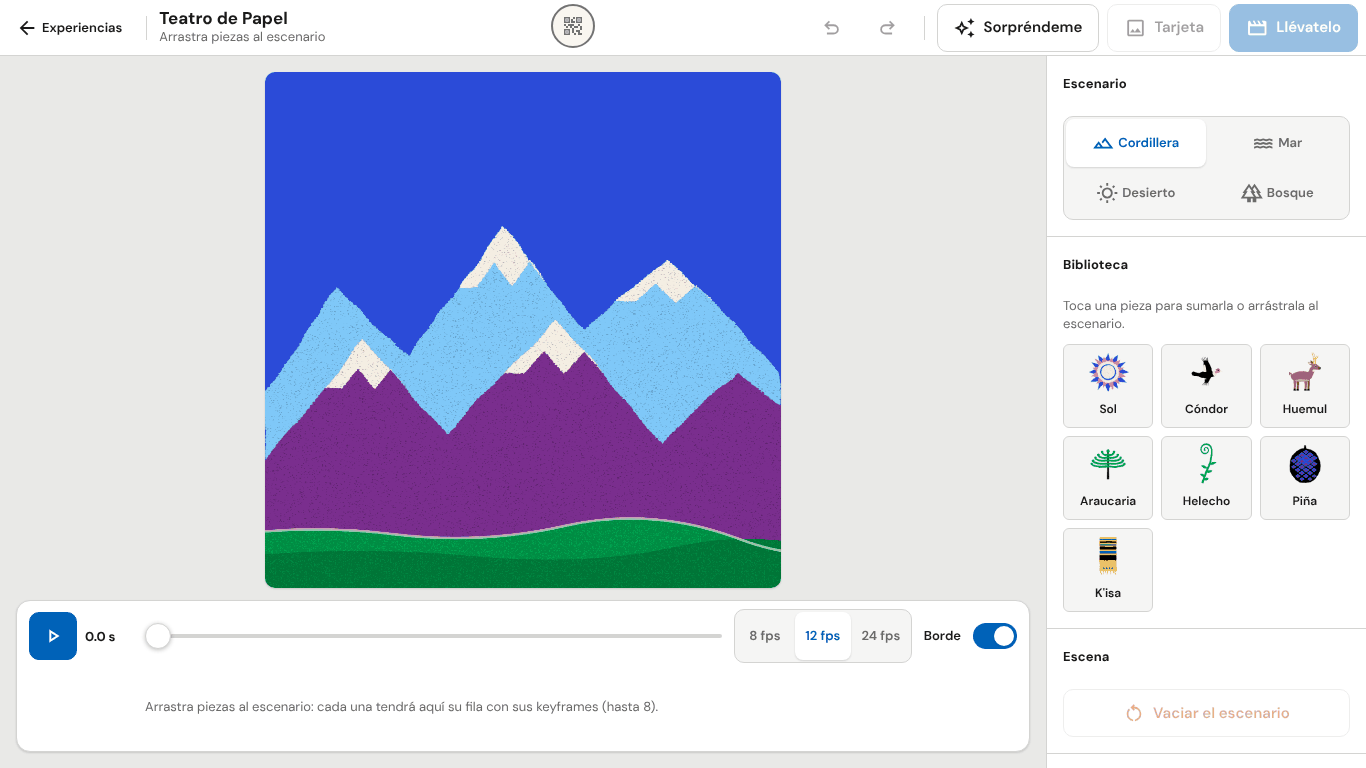 Experiencias
Teatro de Papel
Arrastra piezas al escenario
Sorpréndeme
Tarjeta
Llévatelo
Escenario
Cordillera
Mar
Desierto
Bosque
Biblioteca
Toca una pieza para sumarla o arrástrala al
escenario.
Sol
Cóndor
Huemul
Araucaria
Helecho
Piña
K'isa
Escena
Vaciar el escenario
0.0 s
8 fps
12 fps
24 fps
Borde
Arrastra piezas al escenario: cada una tendrá aquí su fila con sus keyframes (hasta 8).